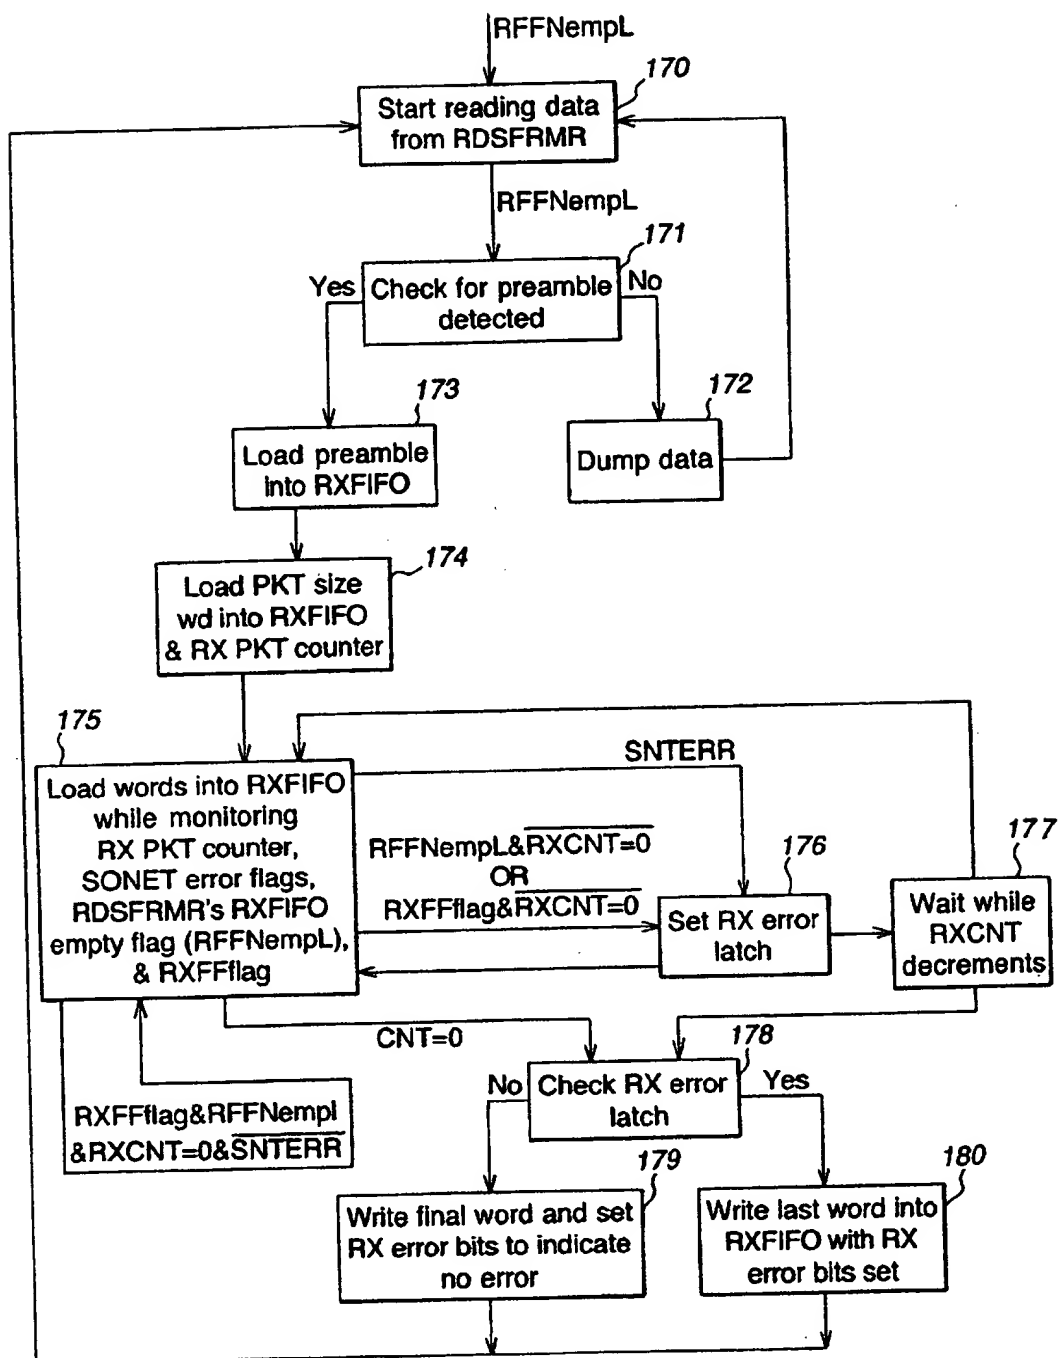 RFFNempL
170
Start reading data
from RDSFRMR
RFFNempL
171
Yes
Check for preamble
detected
No
173
172
Load preamble
into RXFIFO
Dump data
174
Load PKT size
wd into RXFIFO
& RX PKT counter
175
SNTERR
Load words into RXFIFO
while monitoring
RX PKT counter,
SONET error flags,
RDSFRMR's RXFIFO
empty flag (RFFNempL),
& RXFFflag
RFFNempL&R̅X̅C̅N̅T̅=̅0̅
OR
RXFFflag&R̅X̅C̅N̅T̅=̅0̅
176
Set RX error
latch
177
Wait while
RXCNT
decrements
CNT=0
178
No
Check RX error
latch
Yes
RXFFflag&RFFNempl
&RXCNT=0&S̅N̅T̅E̅R̅R̅
179
Write final word and set
RX error bits to indicate
no error
180
Write last word into
RXFIFO with RX
error bits set